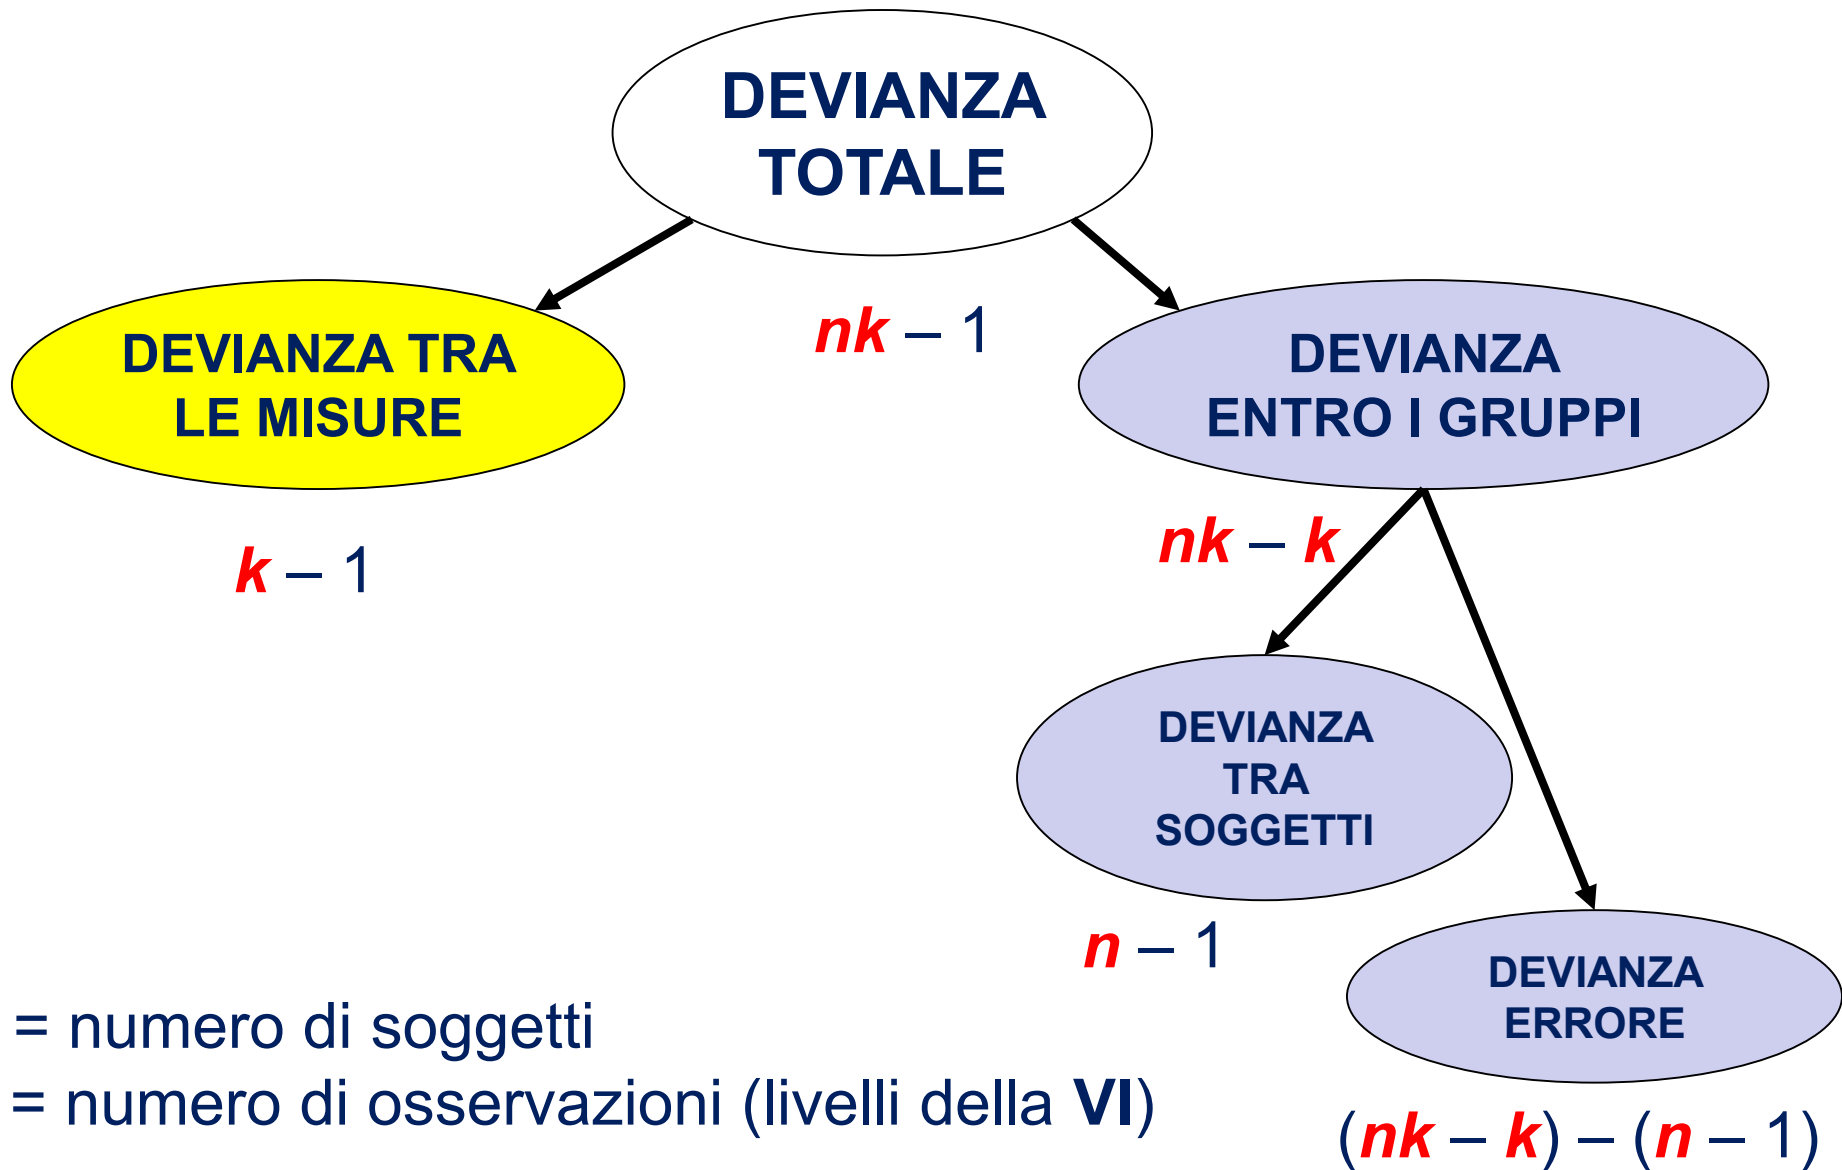 DEVIANZA
TOTALE
nk – 1
DEVIANZA TRA
LE MISURE
k – 1
DEVIANZA
ENTRO I GRUPPI
nk – k
DEVIANZA
TRA
SOGGETTI
n – 1
DEVIANZA
ERRORE
(nk – k) – (n – 1)
= numero di soggetti
= numero di osservazioni (livelli della VI)